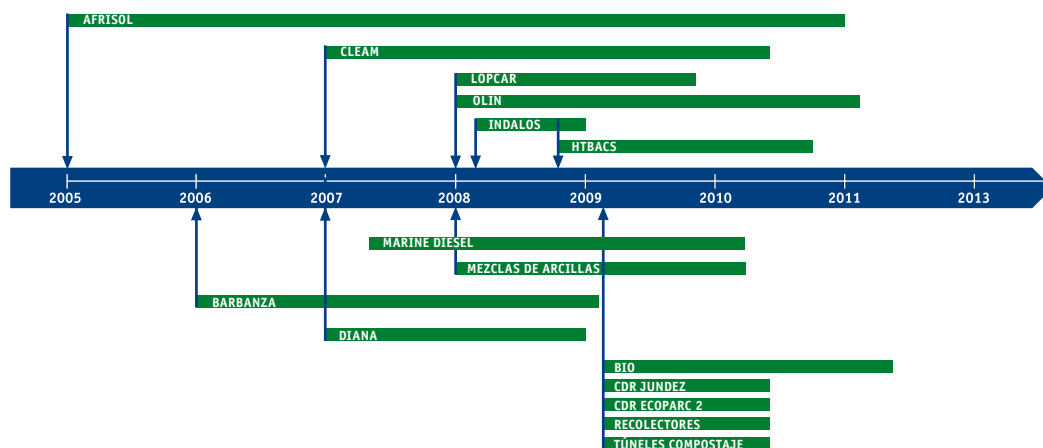 AFRISOL
CLEAM
LOPCAR
OLIN
INDALOS
HTBACS
2005 2006 2007 2008 2009 2010 2011 2013
MARINE DIESEL
MEZCLAS DE ARCILLAS
BARBANZA
DIANA
BIO
CDR JUNDEZ
CDR ECOPARC 2
RECOLECTORES
TÚNELES COMPOSTAJE